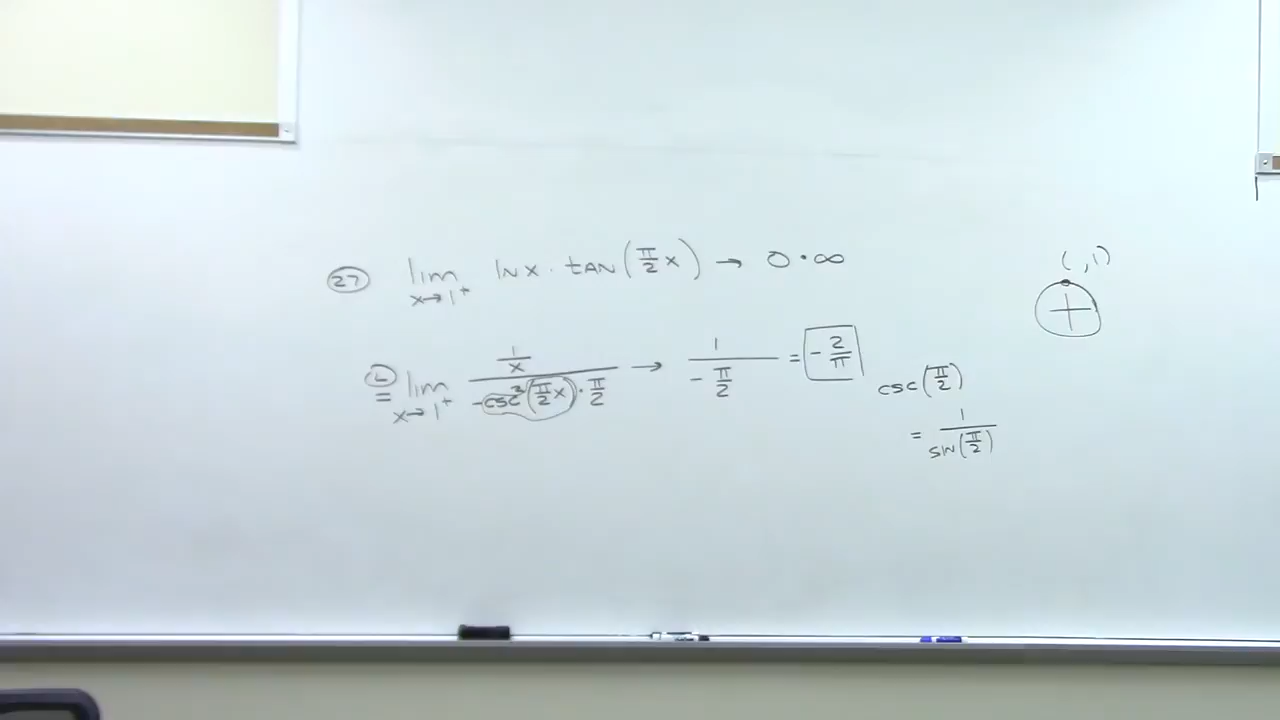 (27) lim x→1⁺ ln x · tan(π/2 x) → 0 · ∞
(L) = lim x→1⁺ (1/x) / (-csc²(π/2 x) · π/2) → 1 / (-π/2) = -2/π
( , 1)
csc(π/2)
= 1 / sin(π/2)